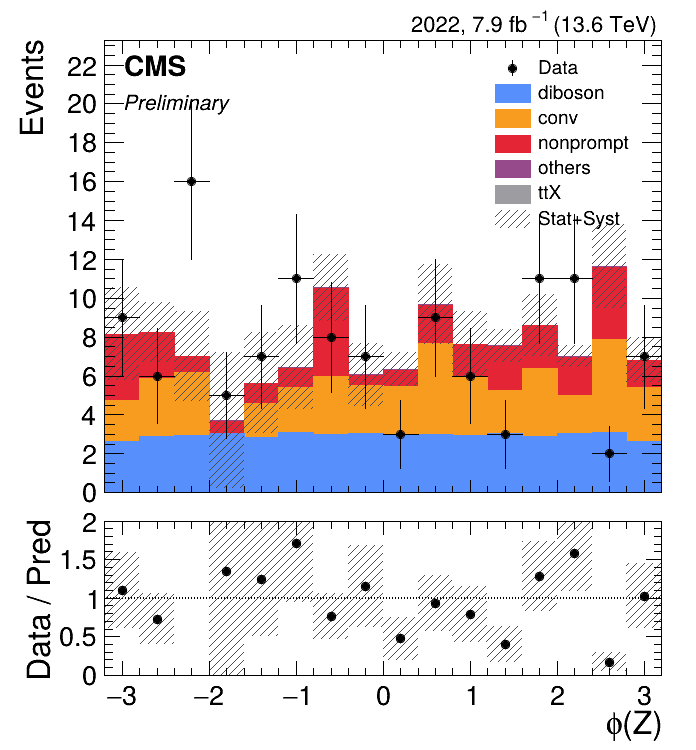 2022, 7.9 fb⁻¹ (13.6 TeV)
Events
CMS
Preliminary
Data
diboson
conv
nonprompt
others
ttX
Stat+Syst
22
20
18
16
14
12
10
8
6
4
2
0
Data / Pred
2
1.5
1
0.5
0
−3 −2 −1 0 1 2 3
ϕ(Z)